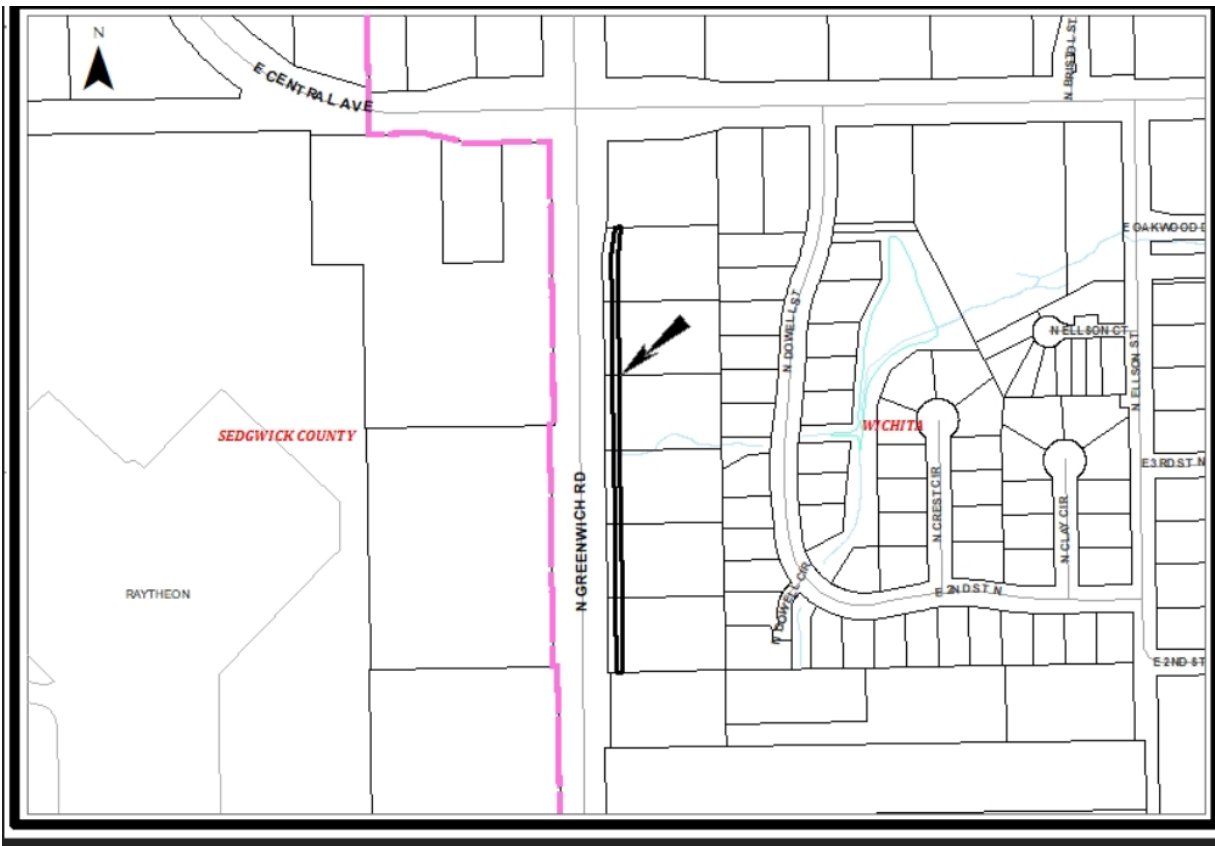 N
E CENTRAL AVE
N BRISTOL ST
E OAKWOOD D
N DOWELL ST
N ELLSON CT
N ELLSON ST
SEDGWICK COUNTY
WICHITA
E 3RD ST N
N GREENWICH RD
N CREST CIR
N CLAY CIR
RAYTHEON
N DOWELL CIR
E 2ND ST N
E 2ND ST